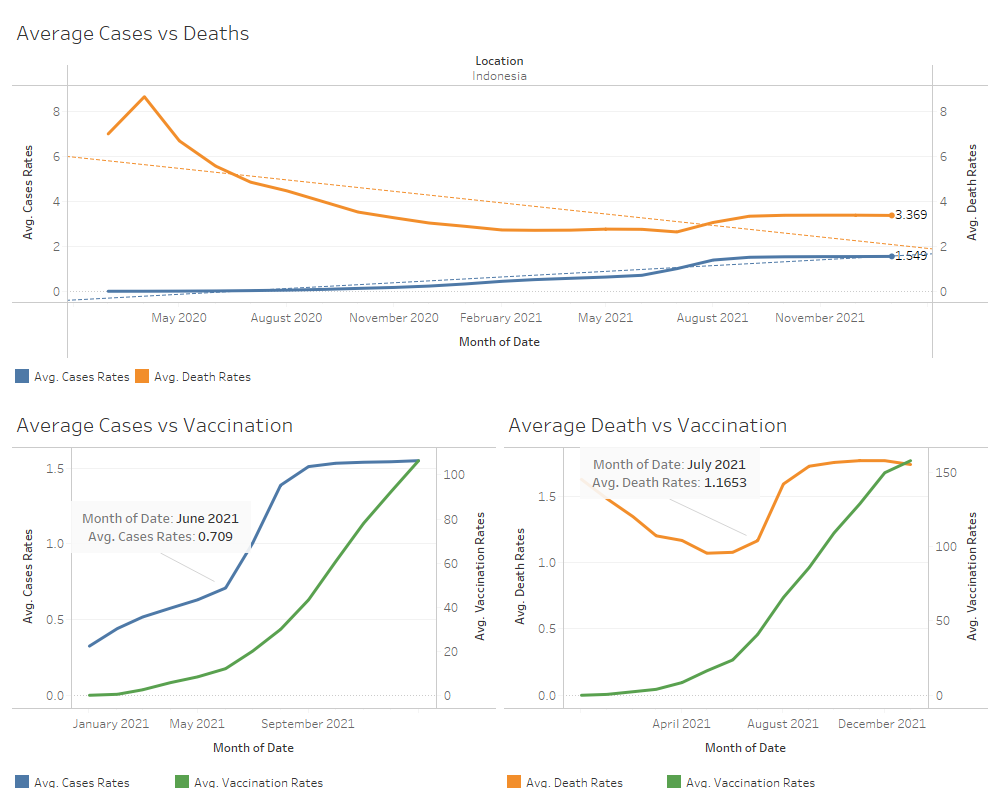 Average Cases vs Deaths
Location
Indonesia
Avg. Cases Rates
8
6
4
2
0
8
6
4
2
0
Avg. Death Rates
3.369
1.549
May 2020 August 2020 November 2020 February 2021 May 2021 August 2021 November 2021
Month of Date
Avg. Cases Rates Avg. Death Rates
Average Cases vs Vaccination
Avg. Cases Rates
1.5
1.0
0.5
0.0
Month of Date: June 2021
Avg. Cases Rates: 0.709
100
80
60
40
20
0
Avg. Vaccination Rates
January 2021 May 2021 September 2021
Month of Date
Avg. Cases Rates Avg. Vaccination Rates
Average Death vs Vaccination
Avg. Death Rates
1.5
1.0
0.5
0.0
Month of Date: July 2021
Avg. Death Rates: 1.1653
150
100
50
0
Avg. Vaccination Rates
April 2021 August 2021 December 2021
Month of Date
Avg. Death Rates Avg. Vaccination Rates